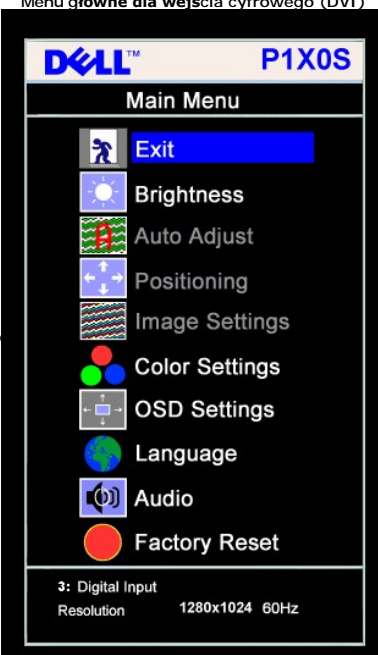 Menu główne dla wejścia cyfrowego (DVI)
DELL™ P1X0S
Main Menu
Exit
Brightness
Auto Adjust
Positioning
Image Settings
Color Settings
OSD Settings
Language
Audio
Factory Reset
3: Digital Input
Resolution 1280x1024 60Hz